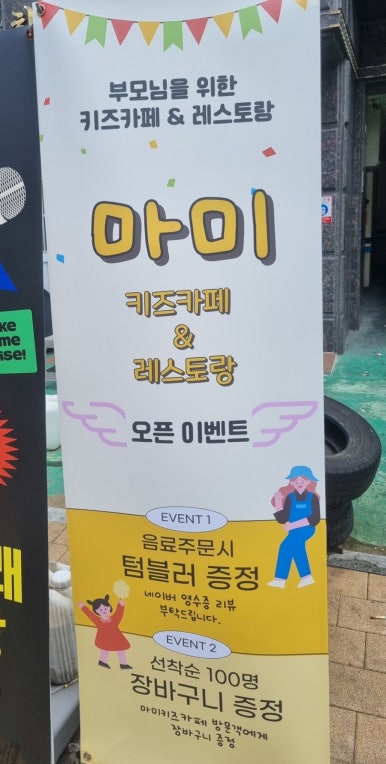 부모님을 위한
키즈카페 & 레스토랑
마미
키즈카페
&
레스토랑
오픈 이벤트
EVENT 1
음료주문시
텀블러 증정
네이버 영수증 리뷰
부탁드립니다.
EVENT 2
선착순 100명
장바구니 증정
마미키즈카페 방문객에게
장바구니 증정
ke
me
ise!
래